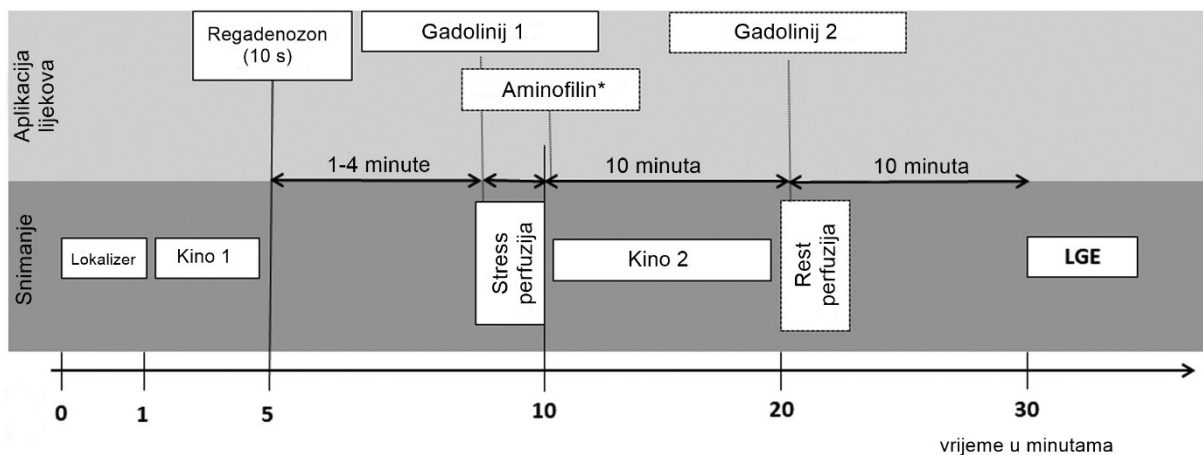 Aplikacija
lijekova
Regadenozon
(10 s)
Gadolinij 1
Gadolinij 2
Aminofilin*
1-4 minute
10 minuta
10 minuta
Snimanje
Lokalizer
Kino 1
Stress
perfuzija
Kino 2
Rest
perfuzija
LGE
0
1
5
10
20
30
vrijeme u minutama